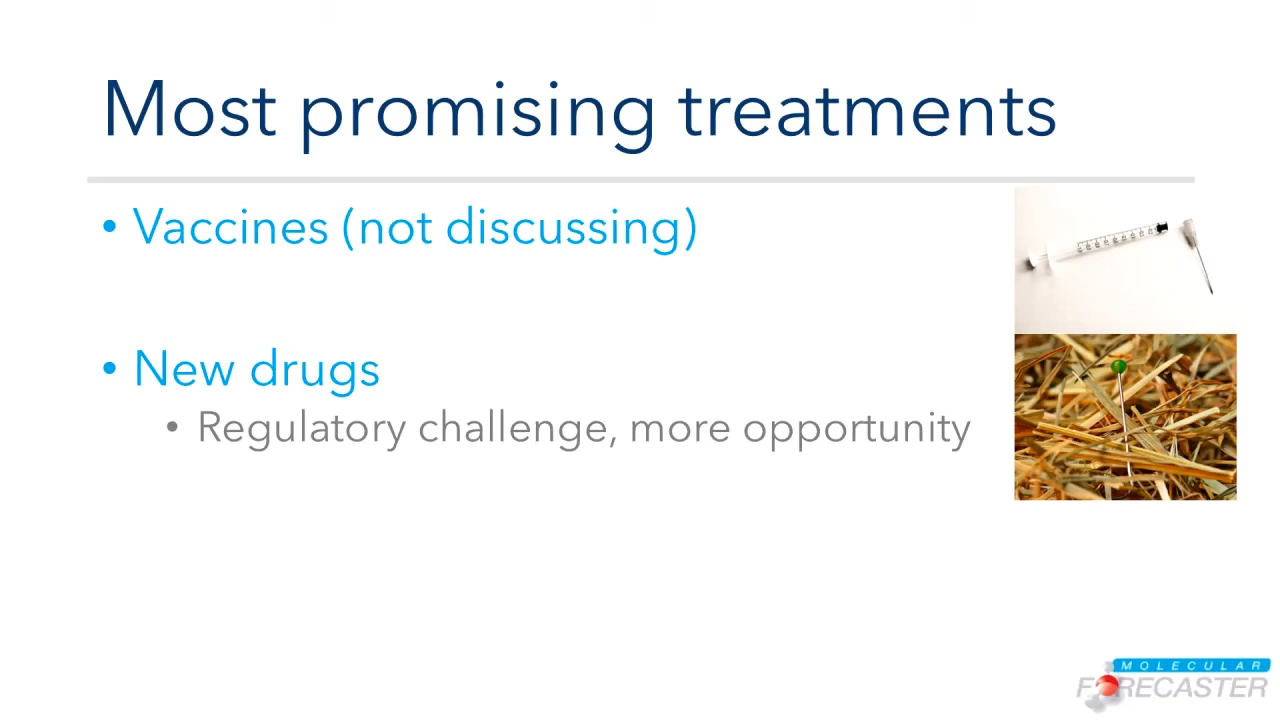 Most promising treatments
• Vaccines (not discussing)
• New drugs
• Regulatory challenge, more opportunity
MOLECULAR
FORECASTER